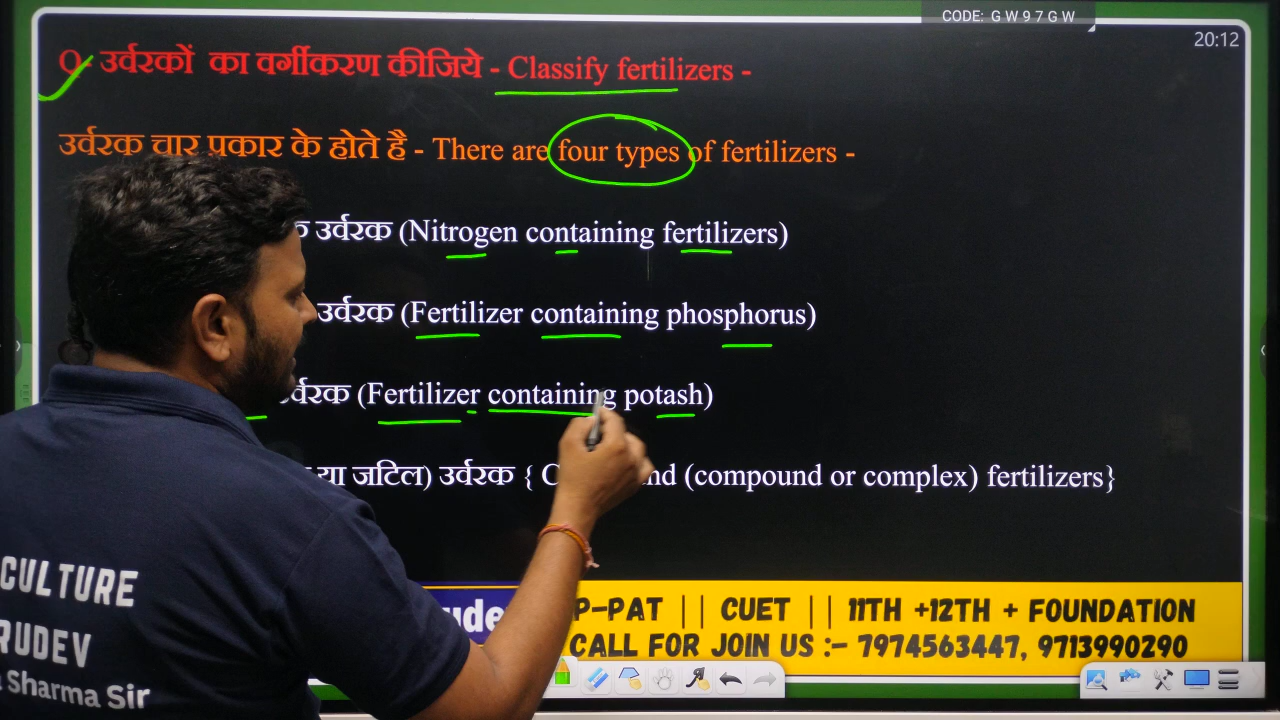 CODE: G W 9 7 G W
20:12
Q- उर्वरकों का वर्गीकरण कीजिये - Classify fertilizers -
उर्वरक चार प्रकार के होते है - There are four types of fertilizers -
उर्वरक (Nitrogen containing fertilizers)
उर्वरक (Fertilizer containing phosphorus)
उर्वरक (Fertilizer containing potash)
या जटिल) उर्वरक { (compound or complex) fertilizers}
P-PAT || CUET || 11TH +12TH + FOUNDATION
CALL FOR JOIN US :- 7974563447, 9713990290
CULTURE
RUDEV
Sharma Sir